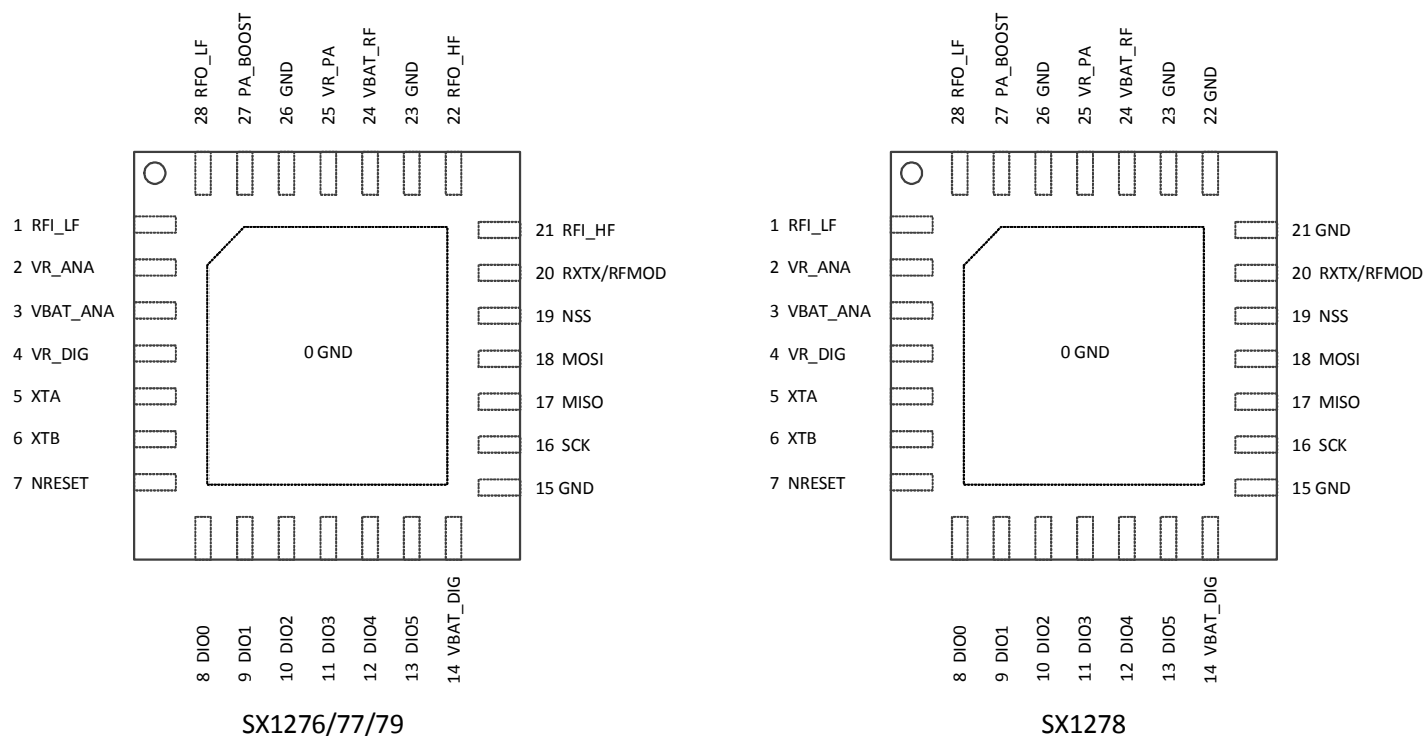 28 RFO_LF
27 PA_BOOST
26 GND
25 VR_PA
24 VBAT_RF
23 GND
22 RFO_HF
1 RFI_LF
2 VR_ANA
3 VBAT_ANA
4 VR_DIG
5 XTA
6 XTB
7 NRESET
0 GND
21 RFI_HF
20 RXTX/RFMOD
19 NSS
18 MOSI
17 MISO
16 SCK
15 GND
8 DIO0
9 DIO1
10 DIO2
11 DIO3
12 DIO4
13 DIO5
14 VBAT_DIG
SX1276/77/79
28 RFO_LF
27 PA_BOOST
26 GND
25 VR_PA
24 VBAT_RF
23 GND
22 GND
1 RFI_LF
2 VR_ANA
3 VBAT_ANA
4 VR_DIG
5 XTA
6 XTB
7 NRESET
0 GND
21 GND
20 RXTX/RFMOD
19 NSS
18 MOSI
17 MISO
16 SCK
15 GND
8 DIO0
9 DIO1
10 DIO2
11 DIO3
12 DIO4
13 DIO5
14 VBAT_DIG
SX1278